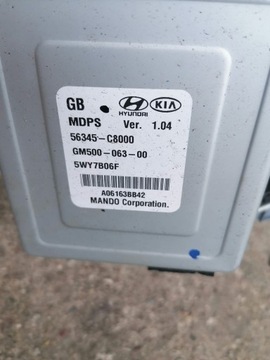 GB HYUNDAI KIA
MDPS Ver. 1.04
56345-C8000
GM500-063-00
5WY7B06F
A06163BB42
MANDO Corporation.